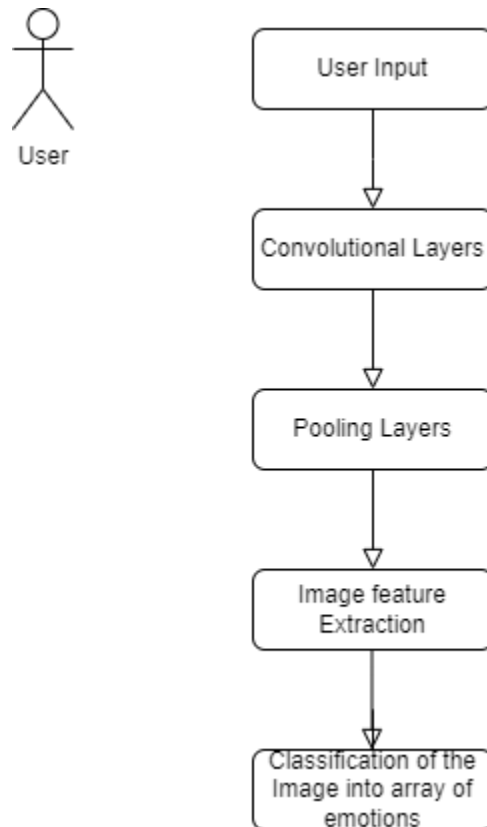 User Input
User
Convolutional Layers
Pooling Layers
Image feature
Extraction
Classification of the
Image into array of
emotions